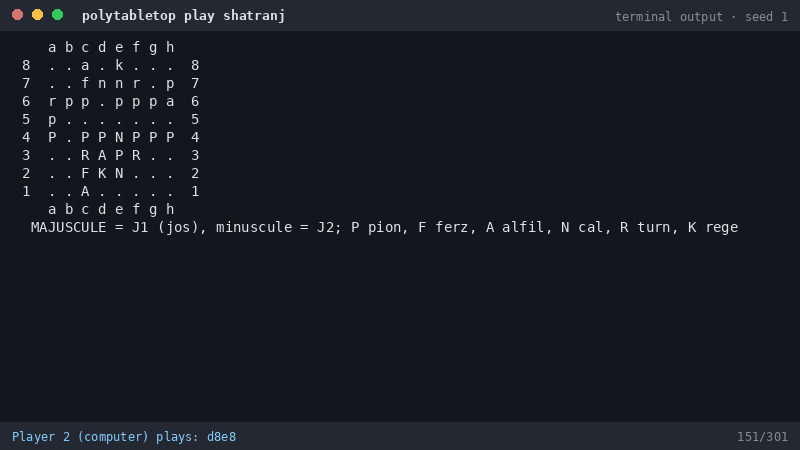 polytabletop play shatranj
terminal output · seed 1
a b c d e f g h
8 . . a . k . . . 8
7 . . f n n r . p 7
6 r p p . p p p a 6
5 p . . . . . . . 5
4 P . P P N P P P 4
3 . . R A P R . . 3
2 . . F K N . . . 2
1 . . A . . . . . 1
a b c d e f g h
MAJUSCULE = J1 (jos), minuscule = J2; P pion, F ferz, A alfil, N cal, R turn, K rege
Player 2 (computer) plays: d8e8
151/301